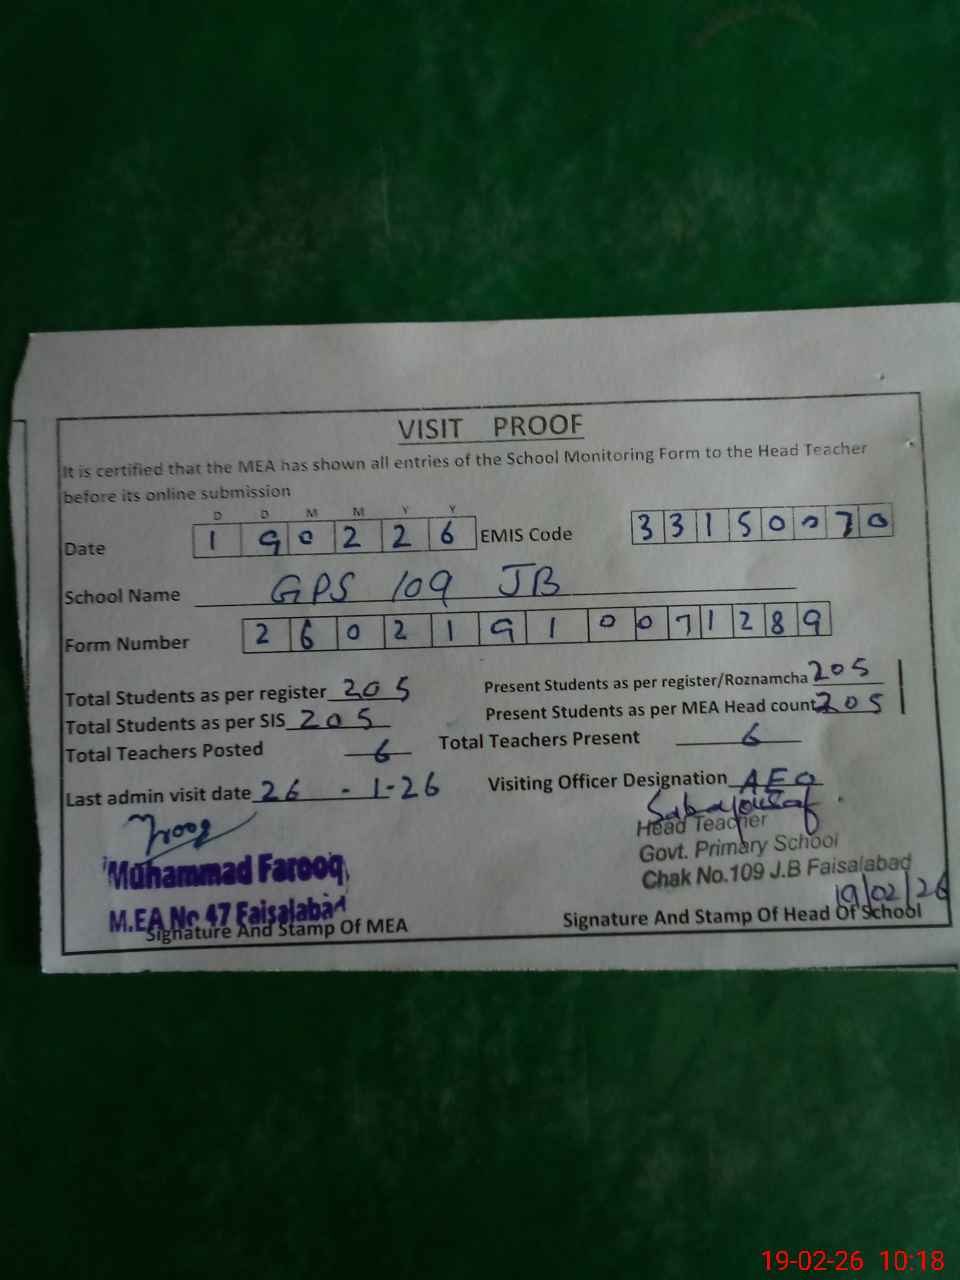 VISIT PROOF
It is certified that the MEA has shown all entries of the School Monitoring Form to the Head Teacher
before its online submission
D D M M Y Y
Date 1 9 0 2 2 6 EMIS Code 3 3 1 5 0 0 7 0
School Name GPS 109 JB
Form Number 2 6 0 2 1 9 1 0 0 7 1 2 8 9
Total Students as per register 205 Present Students as per register/Roznamcha 205
Total Students as per SIS 205 Present Students as per MEA Head count 205
Total Teachers Posted 6 Total Teachers Present 6
Last admin visit date 26 - 1-26 Visiting Officer Designation AEO
Head Teacher
Govt. Primary School
Chak No.109 J.B Faisalabad
19/02/26
Muhammad Farooq
M.EA No 47 Faisalabad
Signature And Stamp Of MEA Signature And Stamp Of Head Of School
19-02-26 10:18